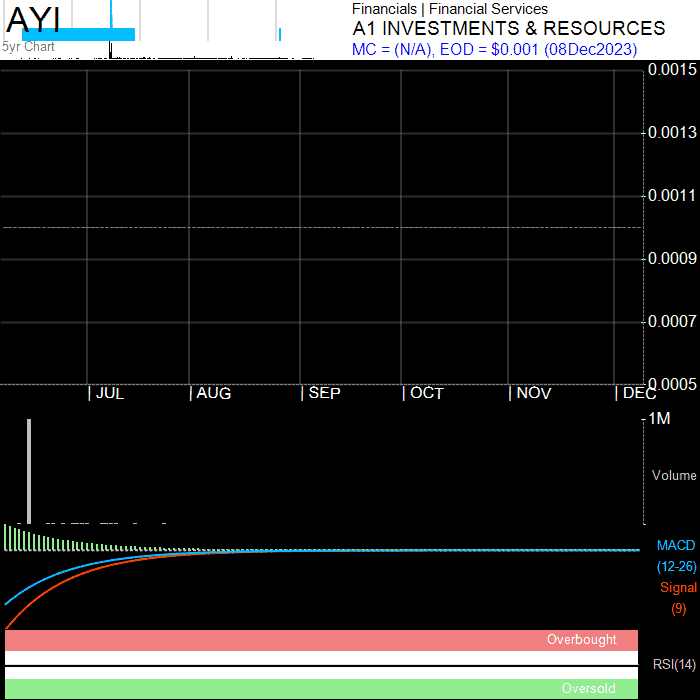 AYI
5yr Chart
Financials | Financial Services
A1 INVESTMENTS & RESOURCES
MC = (N/A), EOD = $0.001 (08Dec2023)
0.0015
0.0013
0.0011
0.0009
0.0007
0.0005
| JUL | AUG | SEP | OCT | NOV | DEC
1M
Volume
MACD
(12-26)
Signal
(9)
Overbought
RSI(14)
Oversold